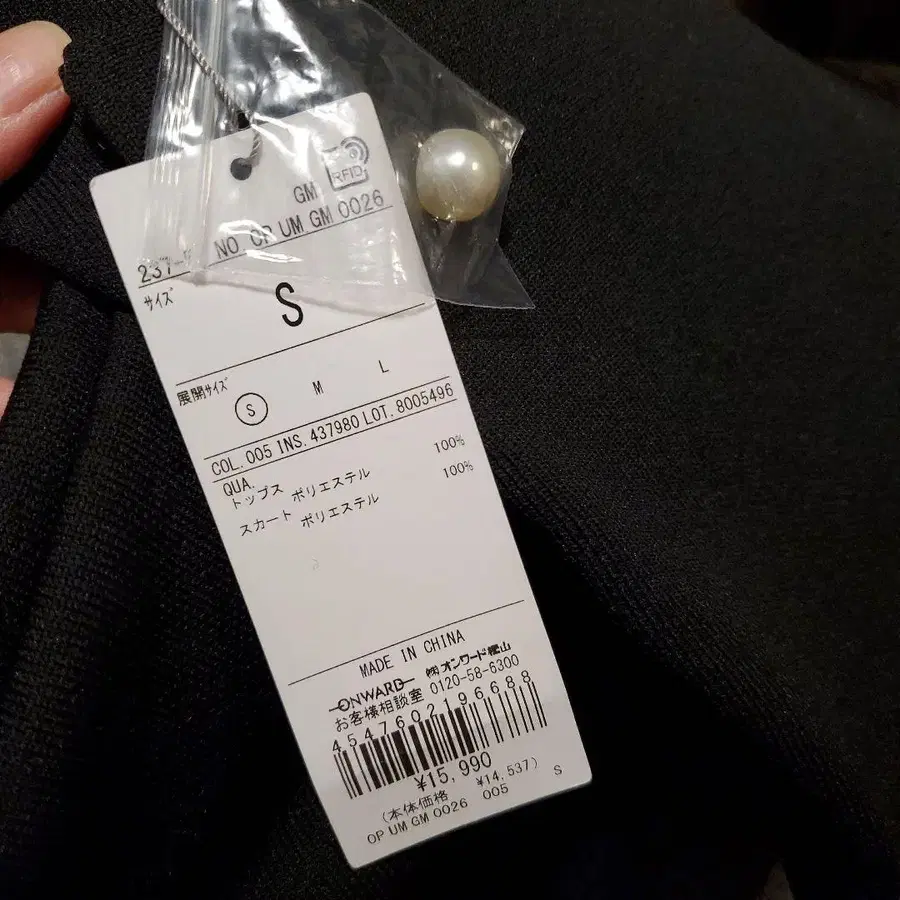 RFID
GM
NO OP UM GM 0026
サイズ
S
展開サイズ
S M L
COL. 005 INS. 437980 LOT. 8005496
QUA.
トップス ポリエステル 100%
スカート ポリエステル 100%
MADE IN CHINA
ONWARD ㈱オンワード樫山
お客様相談室 0120-58-6300
4547602196688
¥15,990
(本体価格 ¥14,537)
OP UM GM 0026 005 S